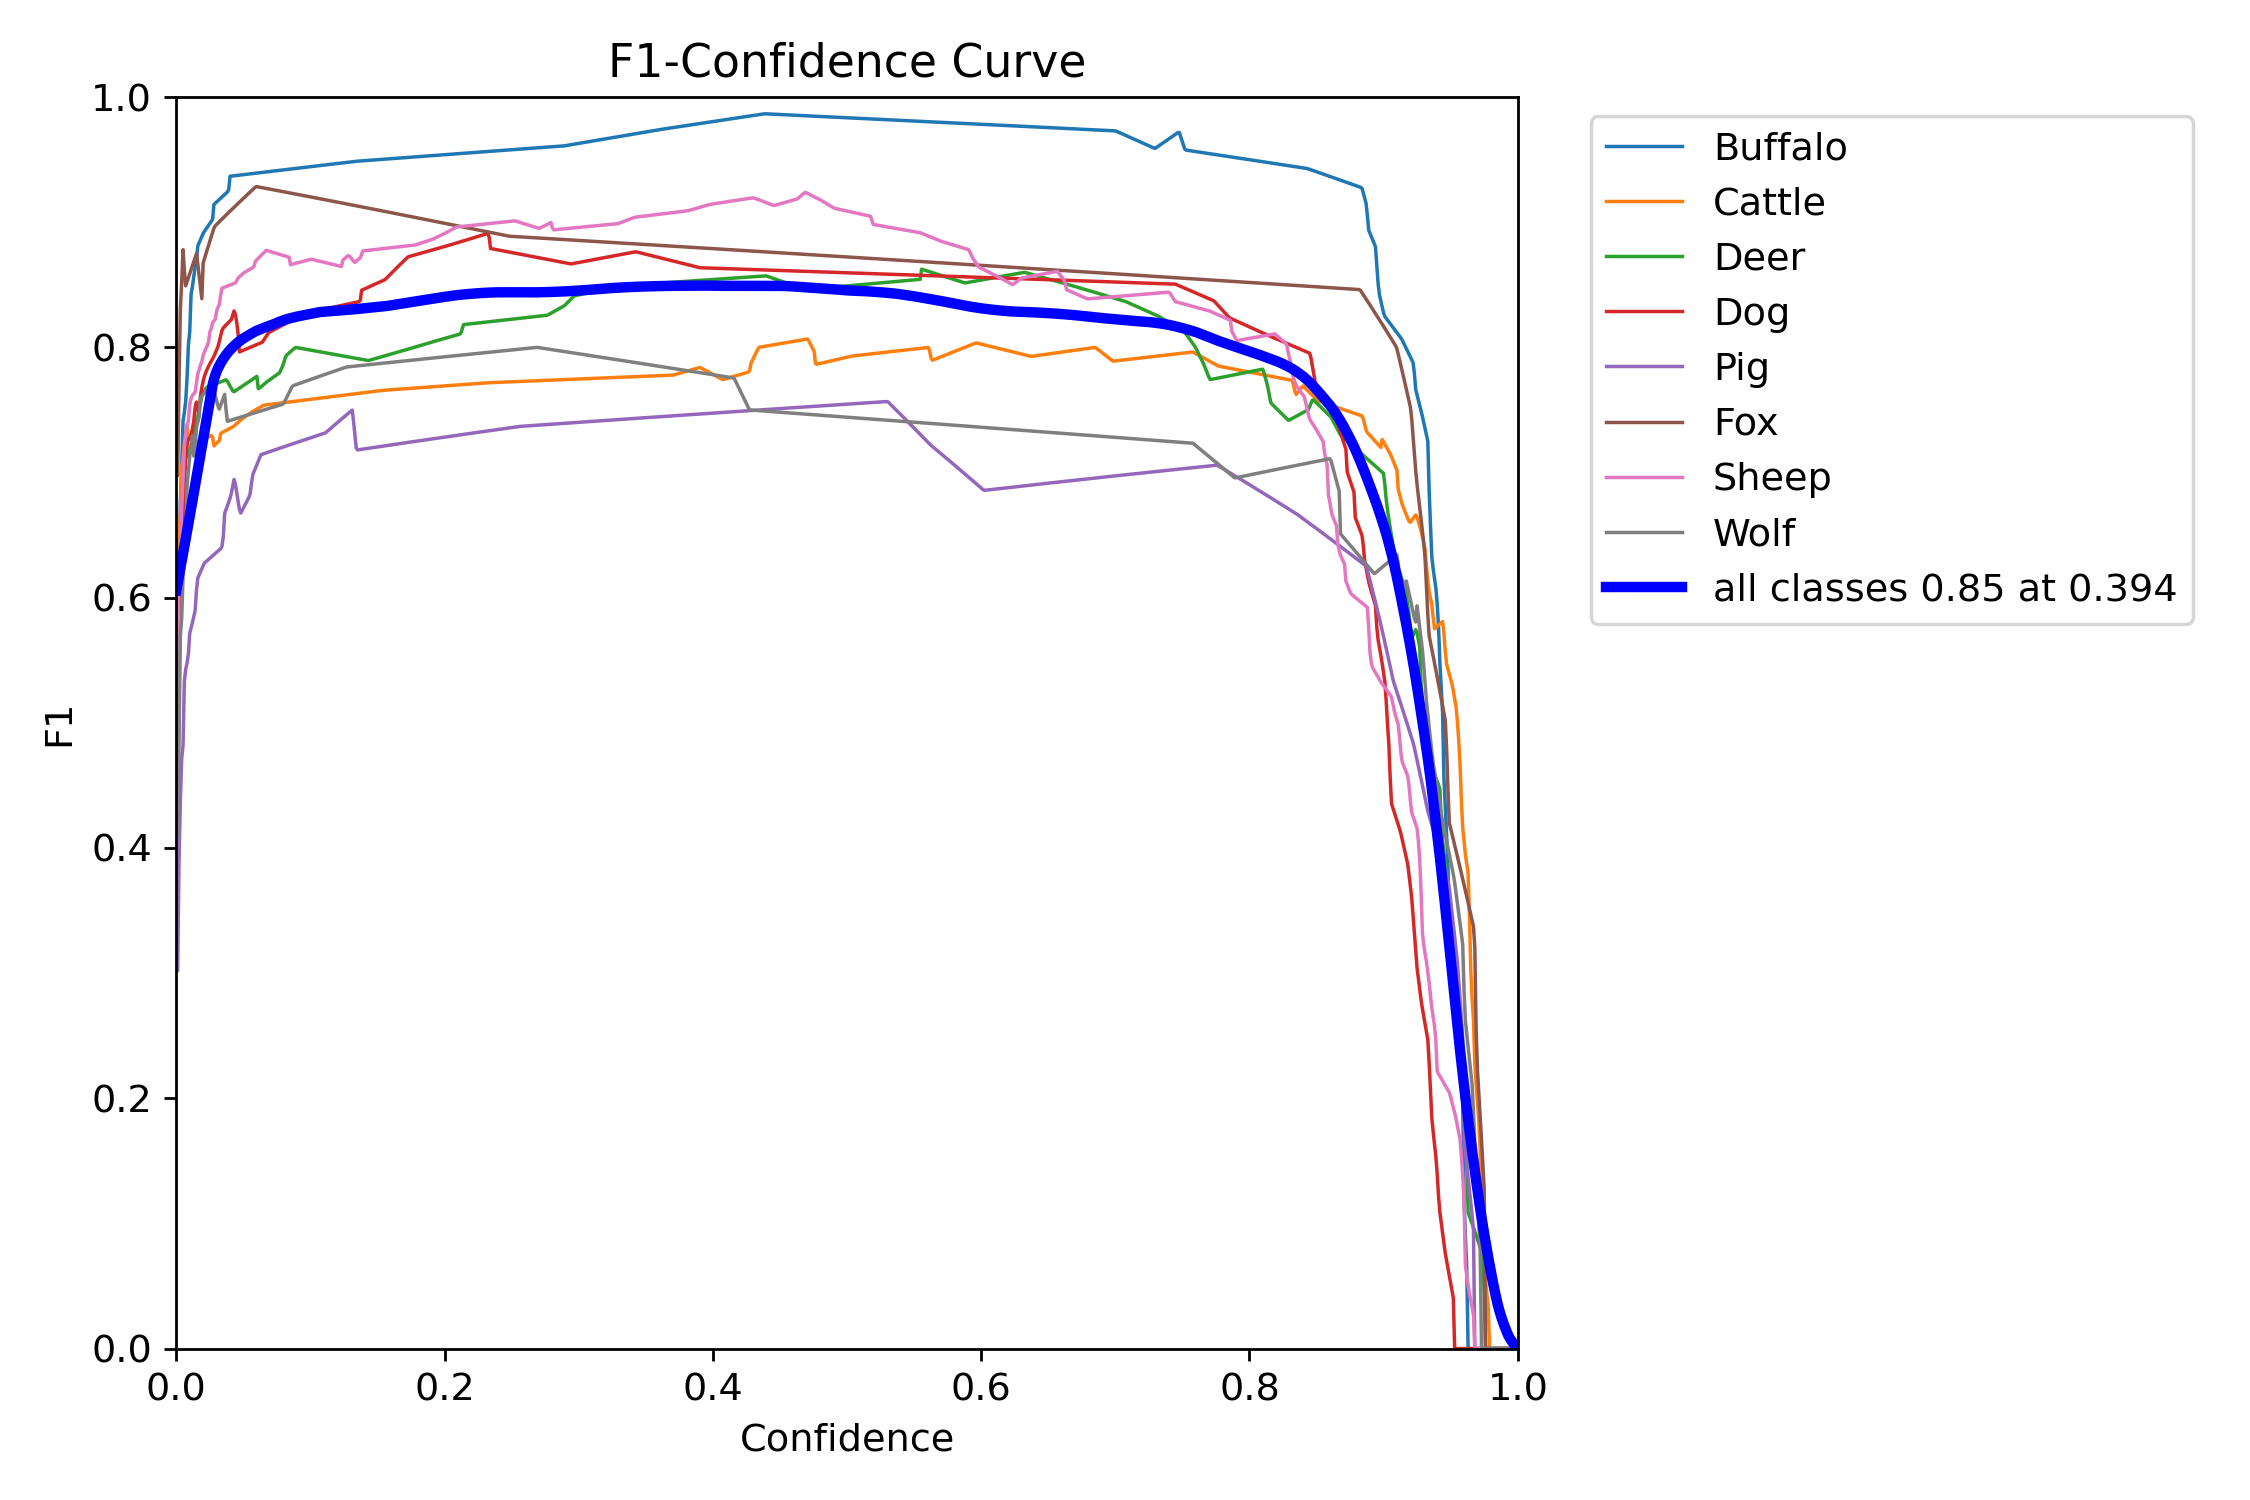 F1-Confidence Curve
1.0
0.8
0.6
0.4
0.2
0.0
F1
0.0 0.2 0.4 0.6 0.8 1.0
Confidence
Buffalo
Cattle
Deer
Dog
Pig
Fox
Sheep
Wolf
all classes 0.85 at 0.394